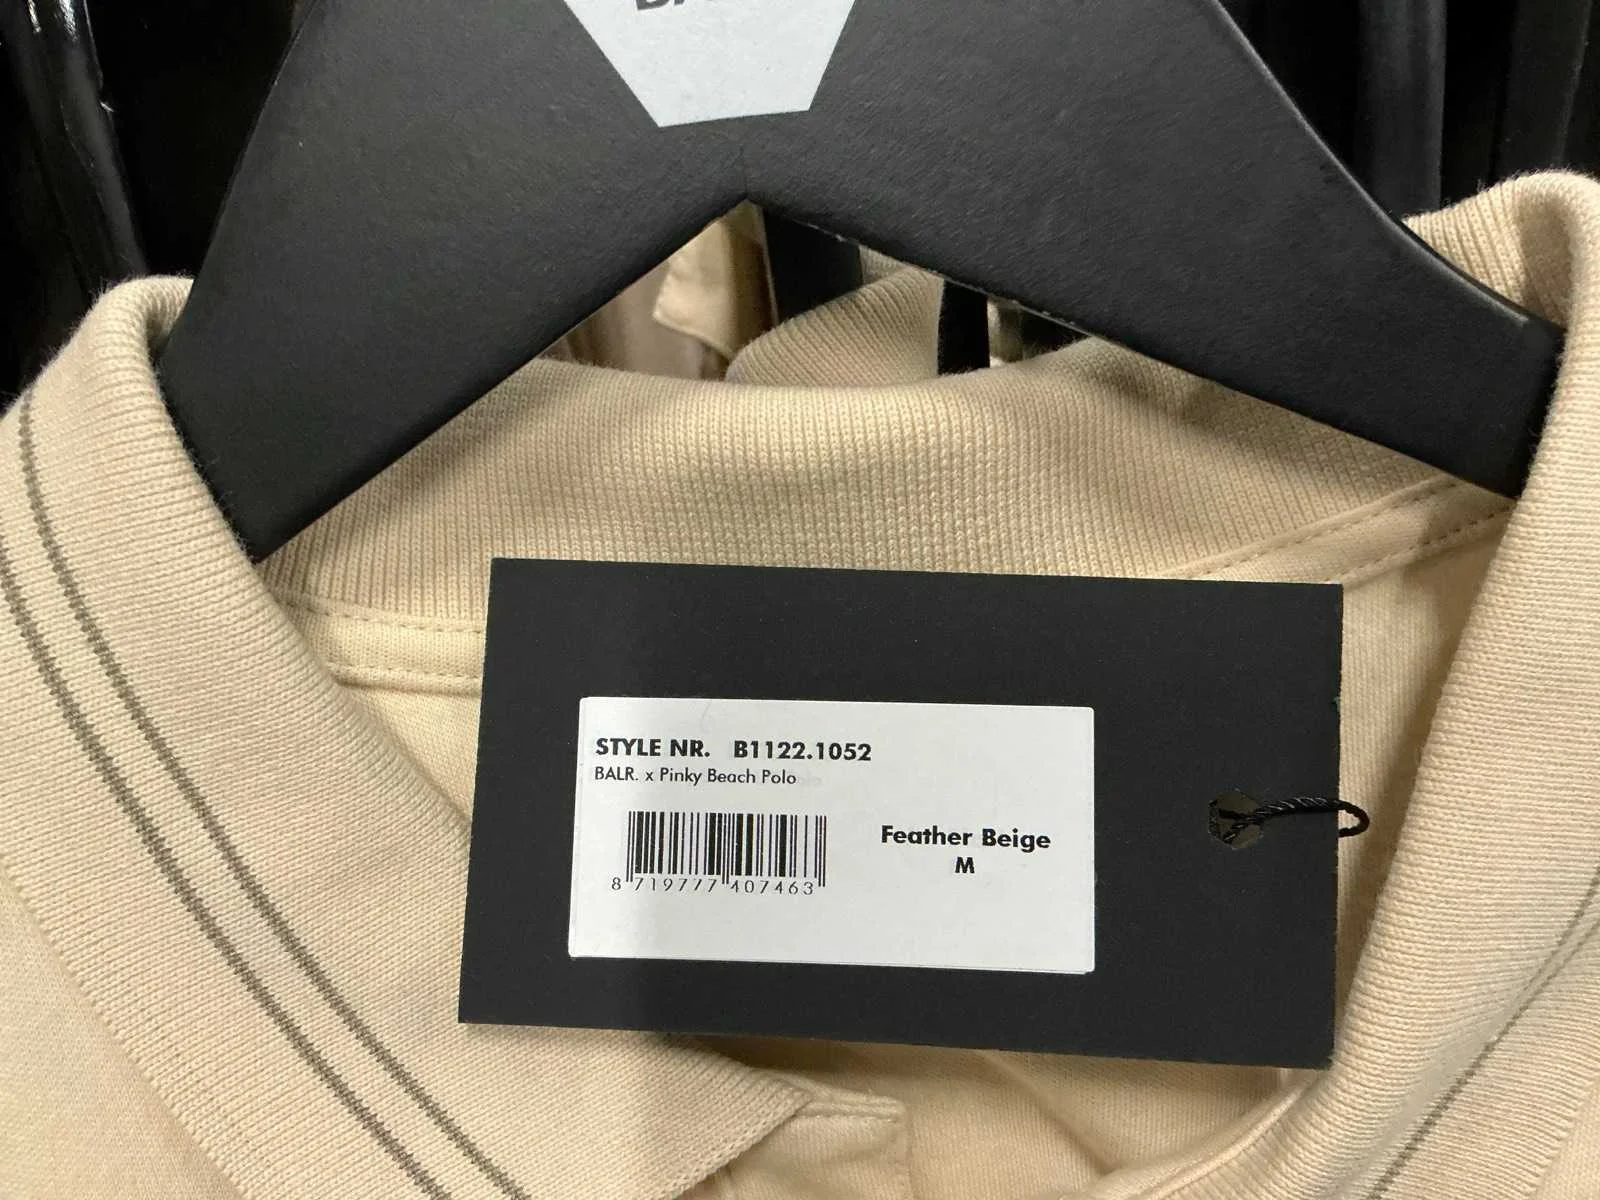 STYLE NR. B1122.1052
BALR. x Pinky Beach Polo
8 719777 407463
Feather Beige
M